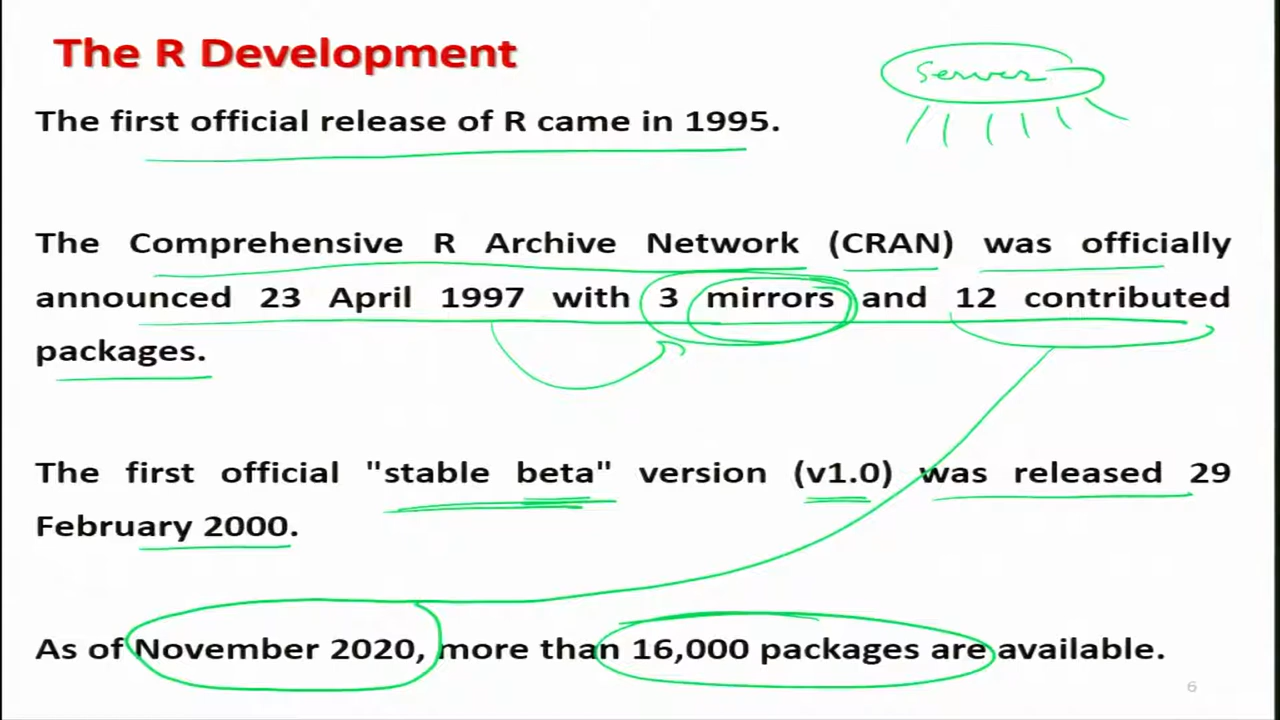 The R Development
Server
The first official release of R came in 1995.
The Comprehensive R Archive Network (CRAN) was officially
announced 23 April 1997 with 3 mirrors and 12 contributed
packages.
The first official "stable beta" version (v1.0) was released 29
February 2000.
As of November 2020, more than 16,000 packages are available.
6